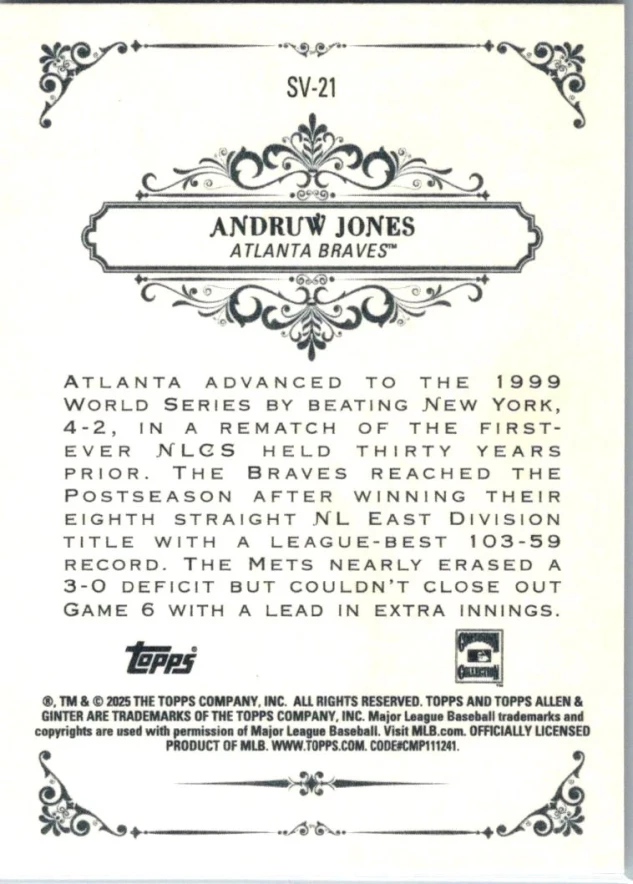 SV-21
ANDRUW JONES
ATLANTA BRAVES™
ATLANTA ADVANCED TO THE 1999
WORLD SERIES BY BEATING NEW YORK,
4-2, IN A REMATCH OF THE FIRST-
EVER NLCS HELD THIRTY YEARS
PRIOR. THE BRAVES REACHED THE
POSTSEASON AFTER WINNING THEIR
EIGHTH STRAIGHT NL EAST DIVISION
TITLE WITH A LEAGUE-BEST 103-59
RECORD. THE METS NEARLY ERASED A
3-0 DEFICIT BUT COULDN'T CLOSE OUT
GAME 6 WITH A LEAD IN EXTRA INNINGS.
topps®
COOPERSTOWN
COLLECTION
®, TM & © 2025 THE TOPPS COMPANY, INC. ALL RIGHTS RESERVED. TOPPS AND TOPPS ALLEN &
GINTER ARE TRADEMARKS OF THE TOPPS COMPANY, INC. Major League Baseball trademarks and
copyrights are used with permission of Major League Baseball. Visit MLB.com. OFFICIALLY LICENSED
PRODUCT OF MLB. WWW.TOPPS.COM. CODE#CMP111241.